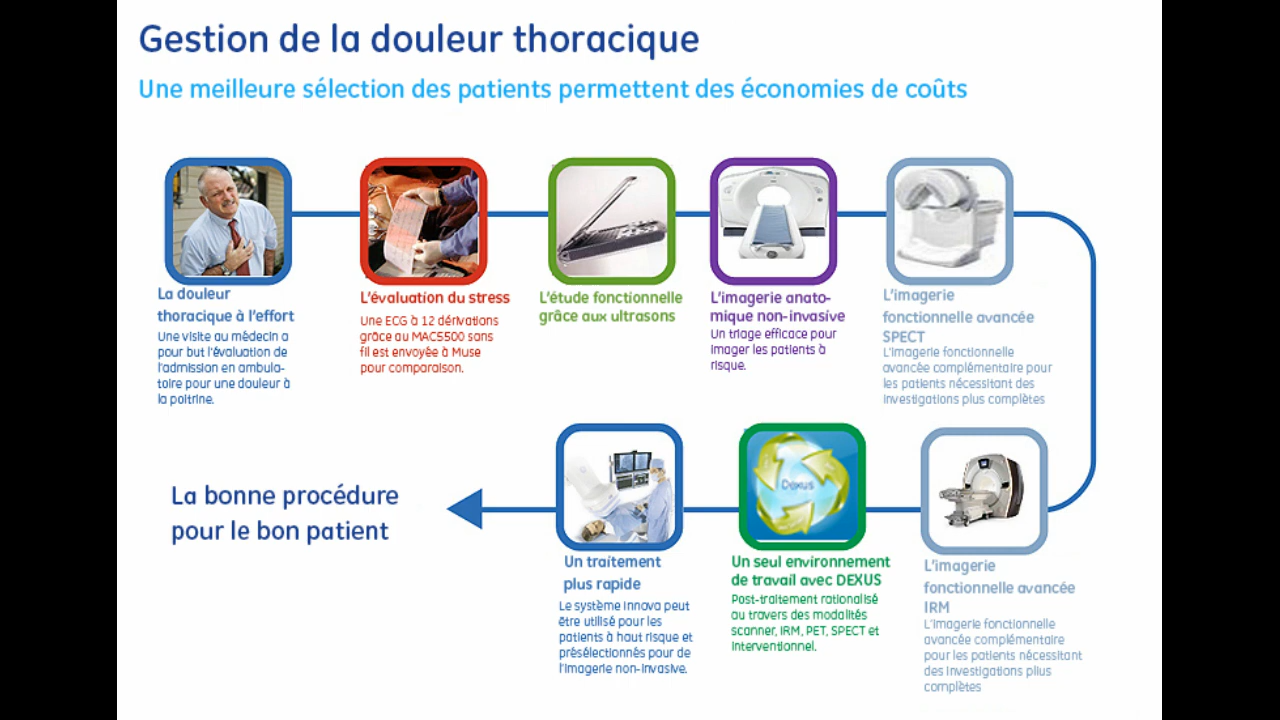 Gestion de la douleur thoracique
Une meilleure sélection des patients permettent des économies de coûts
La douleur
thoracique à l'effort
Une visite au médecin a
pour but l'évaluation de
l'admission en ambula-
toire pour une douleur à
la poitrine.
L'évaluation du stress
Une ECG à 12 dérivations
grâce au MAC5500 sans
fil est envoyée à Muse
pour comparaison.
L'étude fonctionnelle
grâce aux ultrasons
L'imagerie anato-
mique non-invasive
Un triage efficace pour
imager les patients à
risque.
L'imagerie
fonctionnelle avancée
SPECT
L'imagerie fonctionnelle
avancée complémentaire pour
les patients nécessitant des
investigations plus complètes
La bonne procédure
pour le bon patient
Un traitement
plus rapide
Le système Innova peut
être utilisé pour les
patients à haut risque et
présélectionnés pour de
l'imagerie non-invasive.
Dexus
Un seul environnement
de travail avec DEXUS
Post-traitement rationalisé
au travers des modalités
scanner, IRM, PET, SPECT et
interventionnel.
L'imagerie
fonctionnelle avancée
IRM
L'imagerie fonctionnelle
avancée complémentaire
pour les patients nécessitant
des investigations plius
complètes